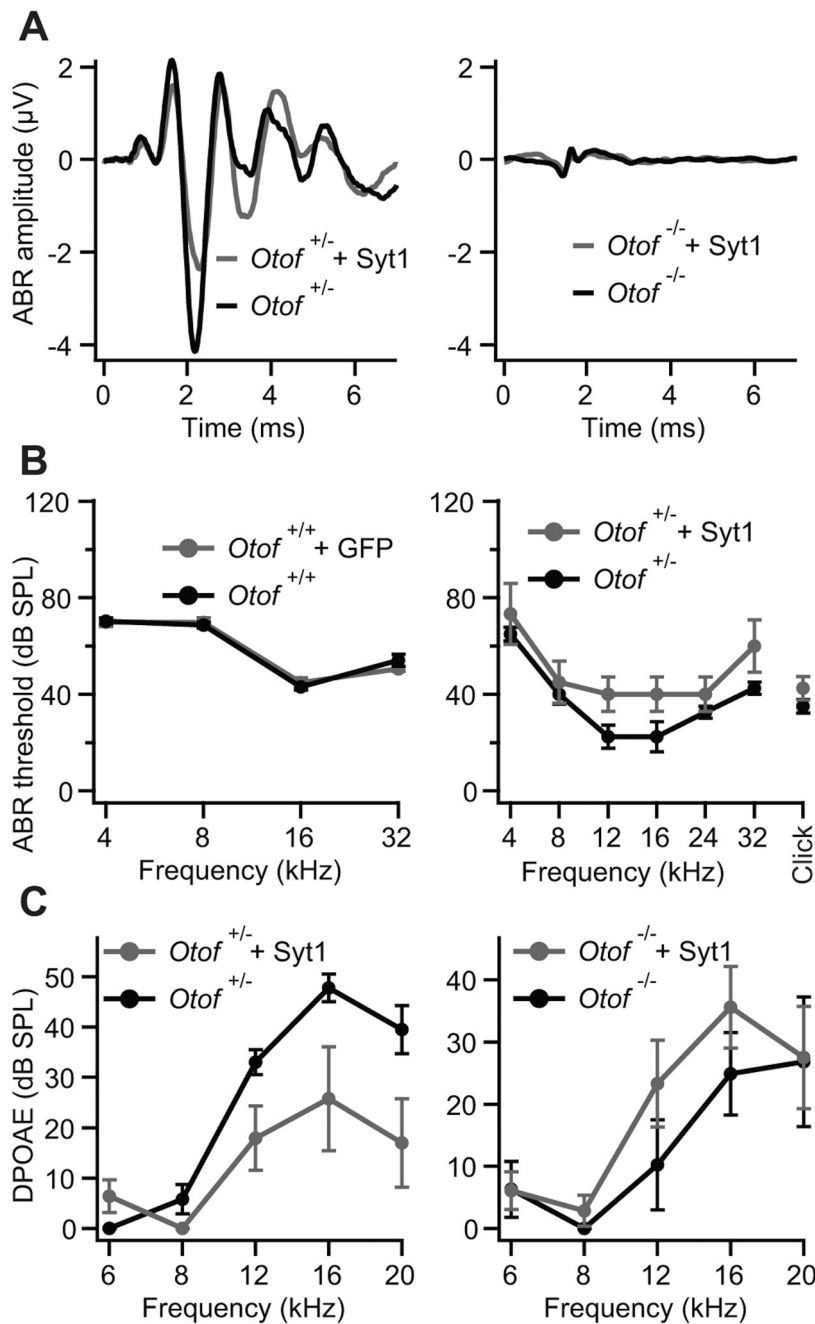 A
ABR amplitude (µV)
2
0
-2
-4
Otof +/- + Syt1
Otof +/-
0 2 4 6
Time (ms)
2
0
-2
-4
Otof -/- + Syt1
Otof -/-
0 2 4 6
Time (ms)
B
ABR threshold (dB SPL)
120
80
40
0
Otof +/+ + GFP
Otof +/+
4 8 16 32
Frequency (kHz)
120
80
40
0
Otof +/- + Syt1
Otof +/-
4 8 12 16 24 32 Click
Frequency (kHz)
C
DPOAE (dB SPL)
50
40
30
20
10
0
Otof +/- + Syt1
Otof +/-
6 8 12 16 20
Frequency (kHz)
40
30
20
10
0
Otof -/- + Syt1
Otof -/-
6 8 12 16 20
Frequency (kHz)